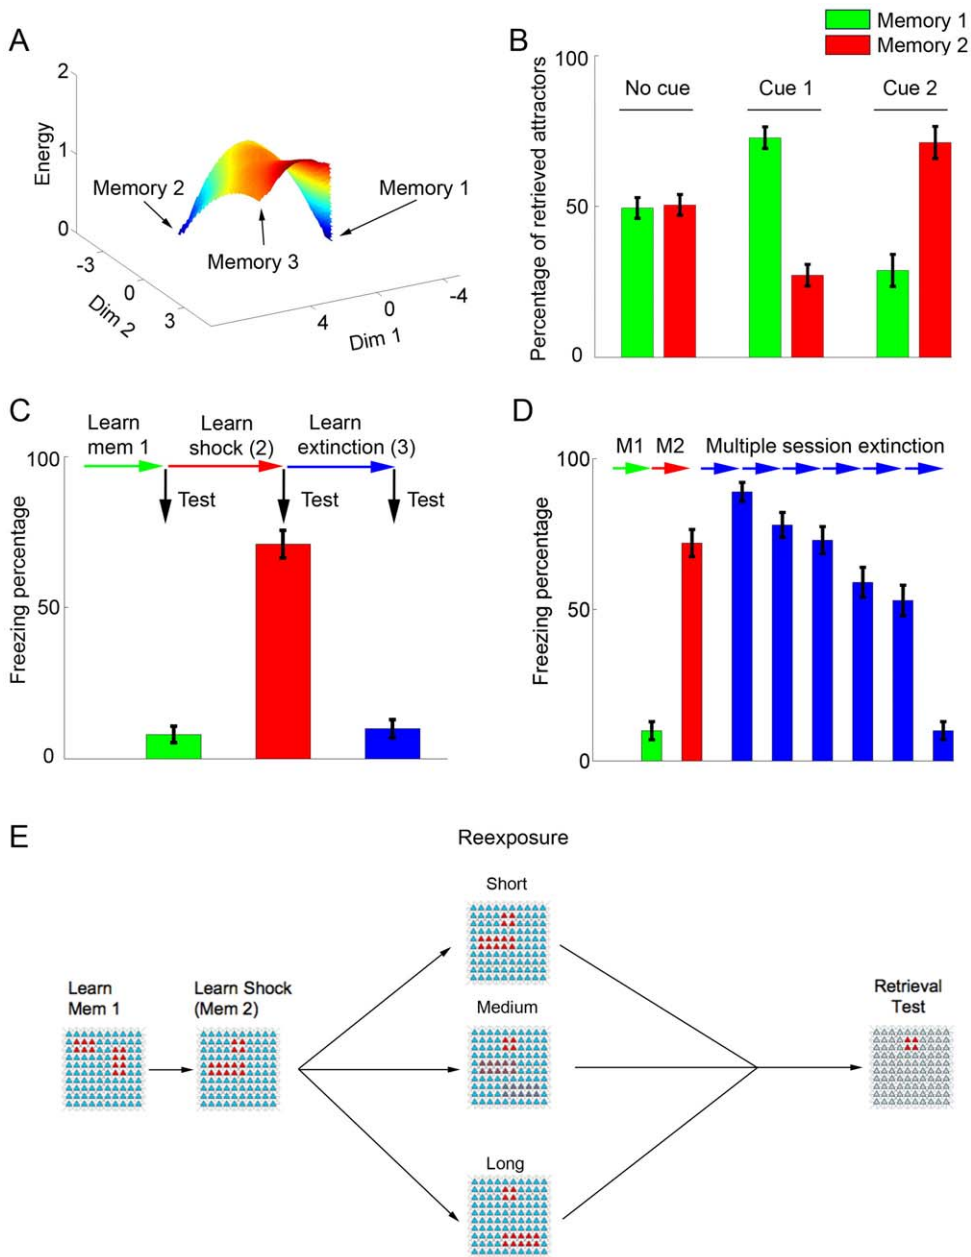 A
2
1
0
Energy
Memory 2
Memory 1
Memory 3
-3
0
3
Dim 2
4
0
-4
Dim 1
B
Memory 1
Memory 2
100
50
0
Percentage of retrieved attractors
No cue
Cue 1
Cue 2
C
Learn
mem 1
Learn
shock (2)
Learn
extinction (3)
Test
Test
Test
100
50
0
Freezing percentage
D
M1
M2
Multiple session extinction
100
50
0
Freezing percentage
E
Reexposure
Short
Learn
Mem 1
Learn Shock
(Mem 2)
Medium
Retrieval
Test
Long